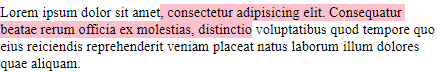 Lorem ipsum dolor sit amet, consectetur adipisicing elit. Consequatur
beatae rerum officia ex molestias, distinctio voluptatibus quod tempore quo
eius reiciendis reprehenderit veniam placeat natus laborum illum dolores
quae aliquam.